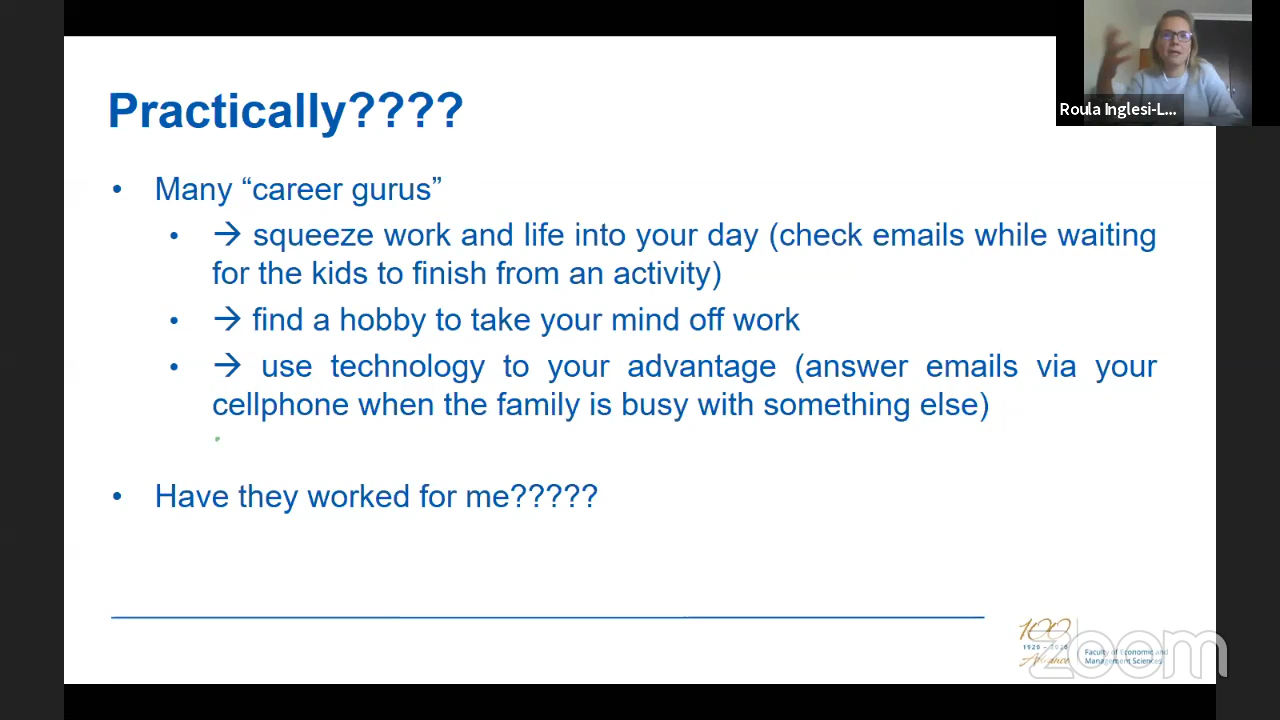 Practically????
Roula Inglesi-L...
• Many “career gurus”
• → squeeze work and life into your day (check emails while waiting
for the kids to finish from an activity)
• → find a hobby to take your mind off work
• → use technology to your advantage (answer emails via your
cellphone when the family is busy with something else)
• Have they worked for me?????
100
1920 - 2020
Faculty of Economic and
Management Sciences
zoom